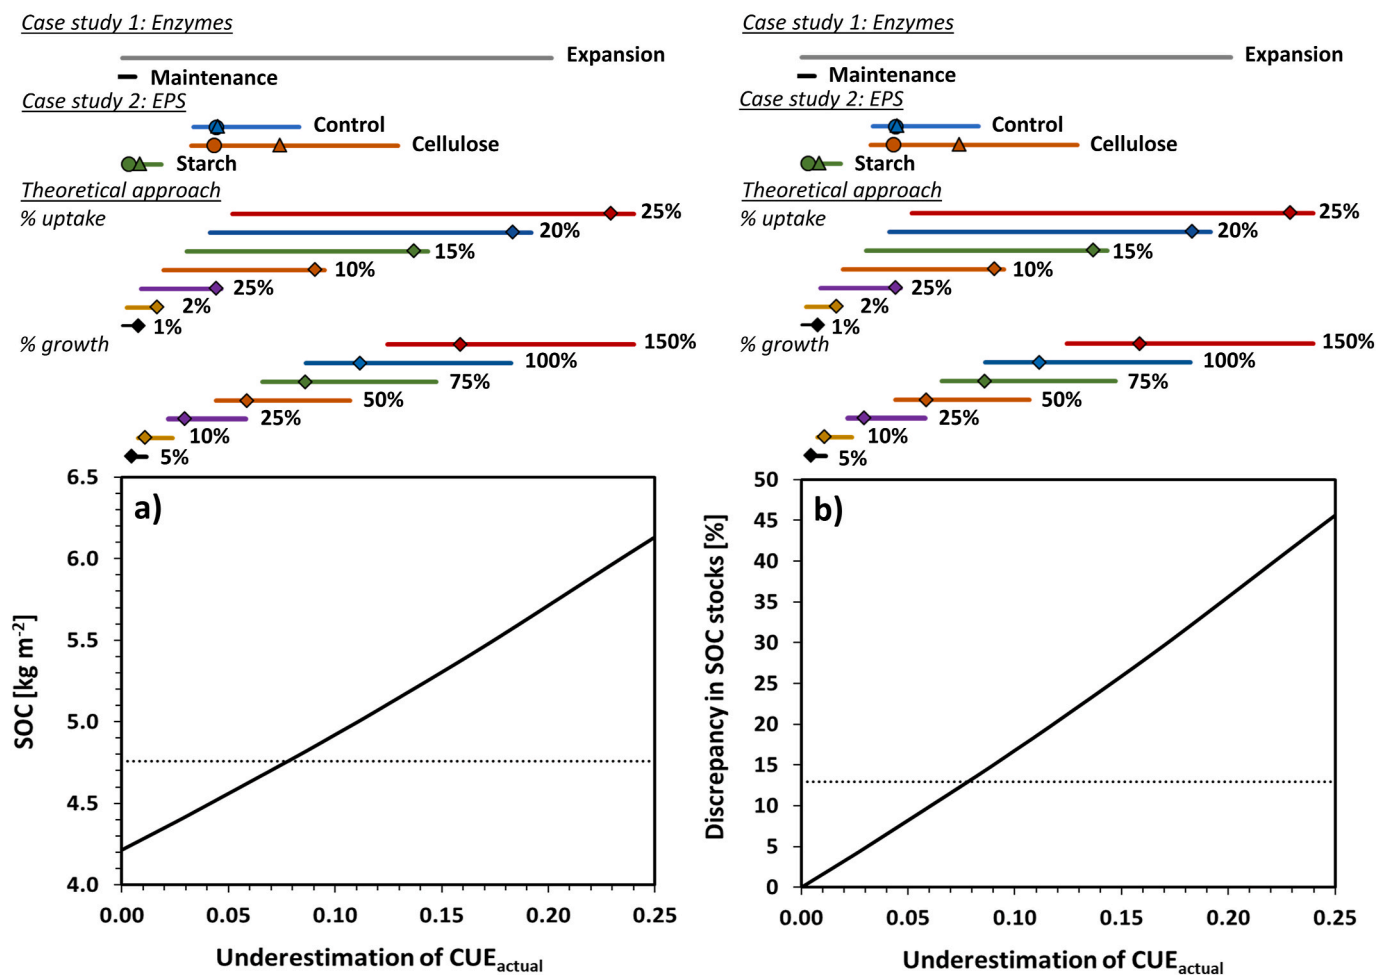 Case study 1: Enzymes
Expansion
Maintenance
Case study 2: EPS
Control
Cellulose
Starch
Theoretical approach
% uptake
25%
20%
15%
10%
25%
2%
1%
% growth
150%
100%
75%
50%
25%
10%
5%
a)
SOC [kg m-2]
6.5
6.0
5.5
5.0
4.5
4.0
0.00 0.05 0.10 0.15 0.20 0.25
Underestimation of CUEactual
Case study 1: Enzymes
Expansion
Maintenance
Case study 2: EPS
Control
Cellulose
Starch
Theoretical approach
% uptake
25%
20%
15%
10%
25%
2%
1%
% growth
150%
100%
75%
50%
25%
10%
5%
b)
Discrepancy in SOC stocks [%]
50
45
40
35
30
25
20
15
10
5
0
0.00 0.05 0.10 0.15 0.20 0.25
Underestimation of CUEactual